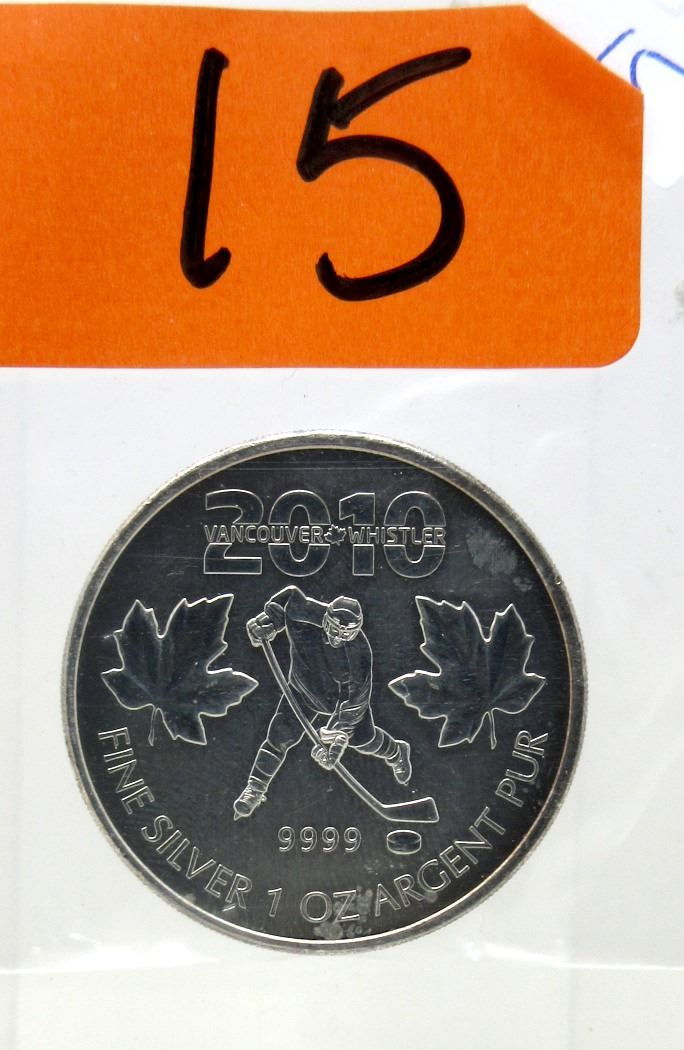 15
2010
VANCOUVER WHISTLER
9999
FINE SILVER 1 OZ ARGENT PUR